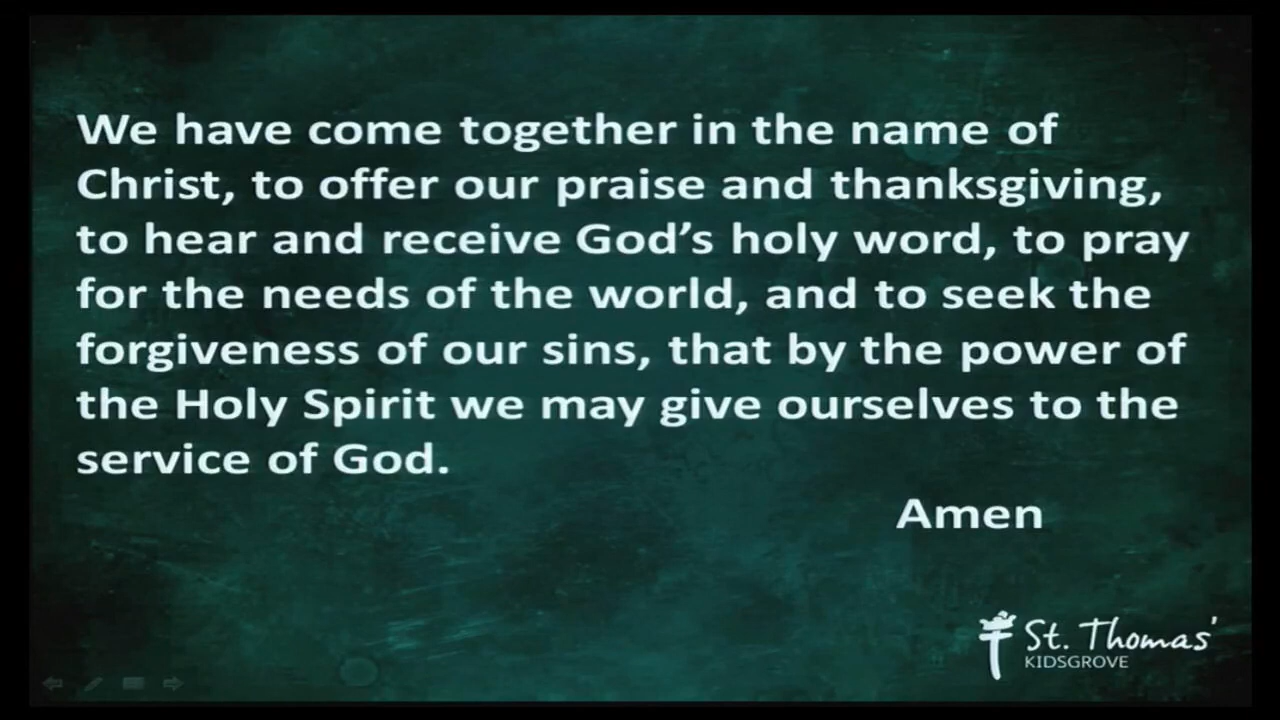 We have come together in the name of
Christ, to offer our praise and thanksgiving,
to hear and receive God’s holy word, to pray
for the needs of the world, and to seek the
forgiveness of our sins, that by the power of
the Holy Spirit we may give ourselves to the
service of God.
Amen
St. Thomas'
KIDSGROVE